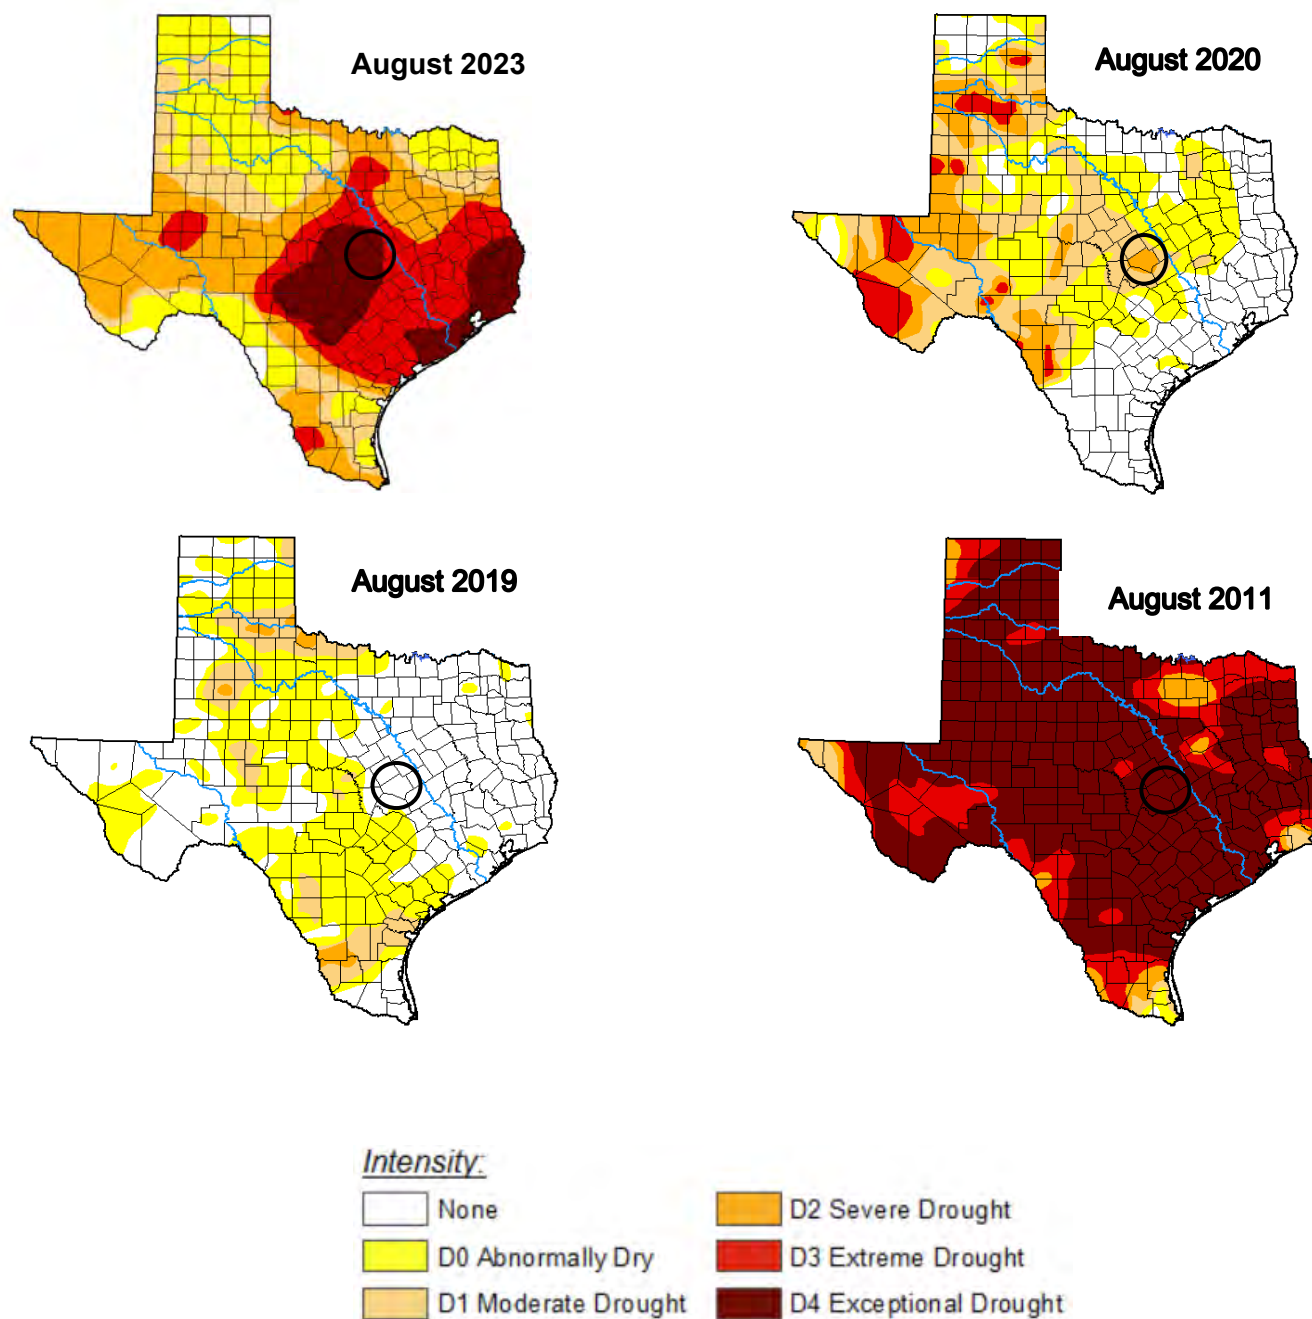 August 2023
August 2020
August 2019
August 2011
Intensity:
None
D2 Severe Drought
D0 Abnormally Dry
D3 Extreme Drought
D1 Moderate Drought
D4 Exceptional Drought